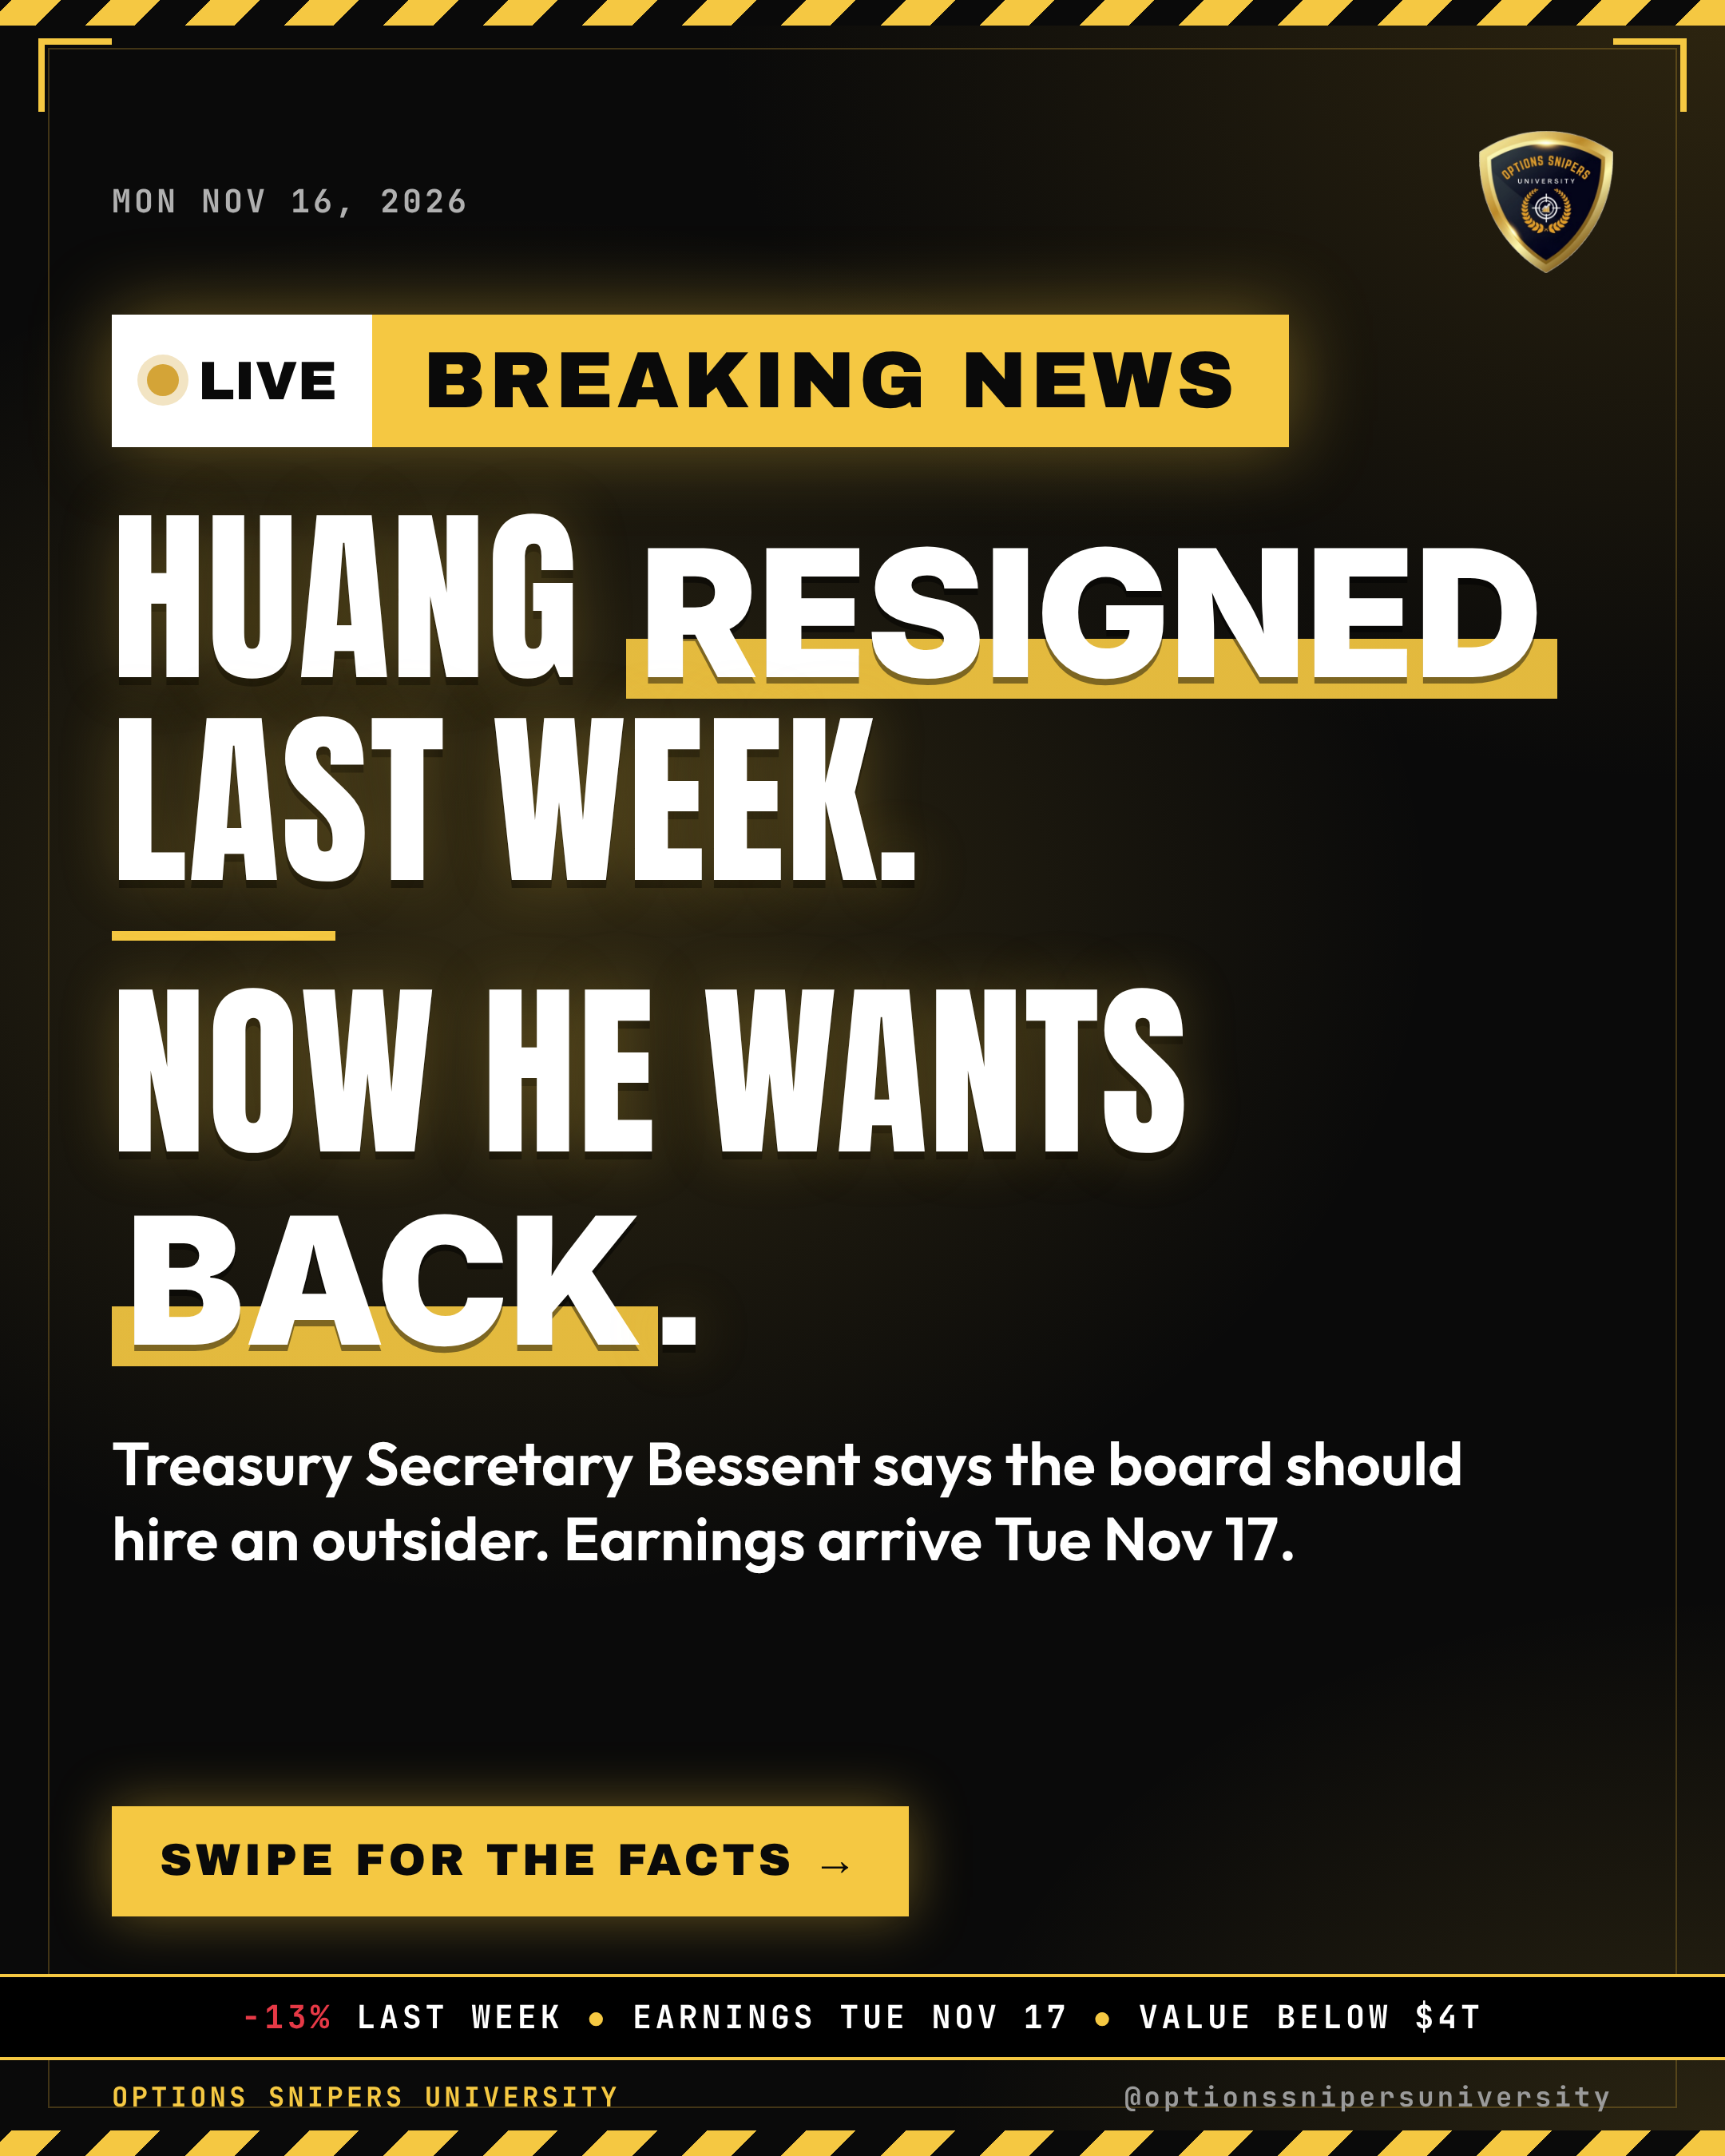 MON NOV 16, 2026
OPTIONS SNIPERS
UNIVERSITY
LIVE BREAKING NEWS
HUANG RESIGNED
LAST WEEK.
NOW HE WANTS
BACK.
Treasury Secretary Bessent says the board should
hire an outsider. Earnings arrive Tue Nov 17.
SWIPE FOR THE FACTS →
-13% LAST WEEK • EARNINGS TUE NOV 17 • VALUE BELOW $4T
OPTIONS SNIPERS UNIVERSITY @optionssnipersuniversity